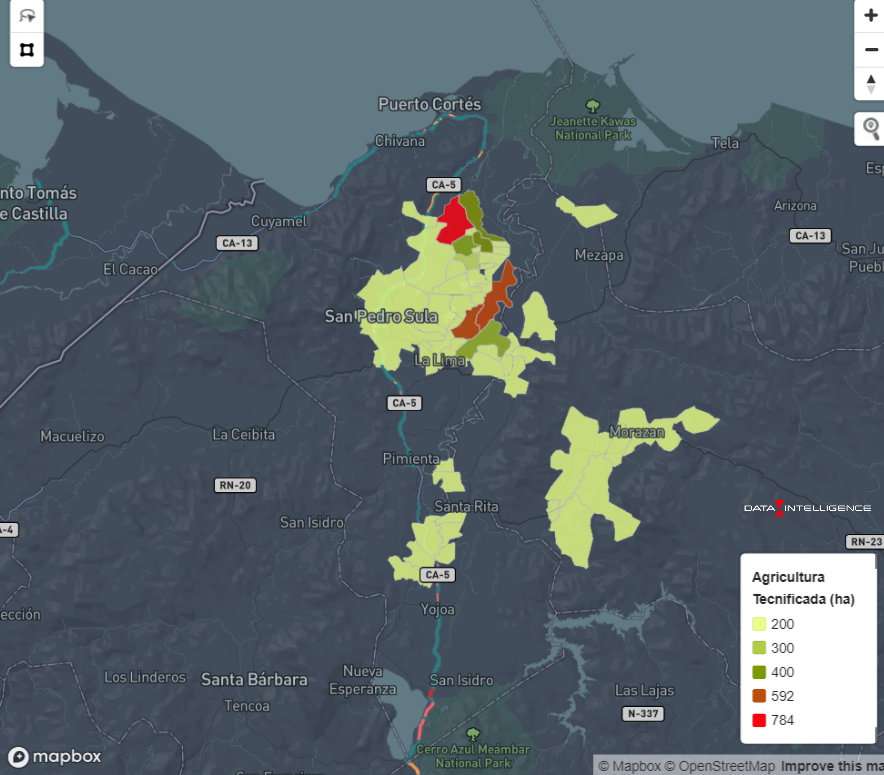 Puerto Cortés
Jeanette Kawas
National Park
Chivana
Tela
CA-5
nto Tomás
e Castilla
Esp
Arizona
Cuyamel
CA-13
CA-13
El Cacao
Mezapa
San Ju
Puebl
San Pedro Sula
La Lima
CA-5
Macuelizo
La Ceibita
Morazan
Pimienta
RN-20
Santa Rita
DATA INTELLIGENCE
San Isidro
A-4
RN-23
CA-5
Agricultura
Tecnificada (ha)
200
300
400
592
784
Yojoa
ección
Los Linderos
Santa Bárbara
Nueva
Esperanza
San Isidro
Las Lajas
Tencoa
N-337
Cerro Azul Meámbar
National Park
mapbox
© Mapbox © OpenStreetMap Improve this ma